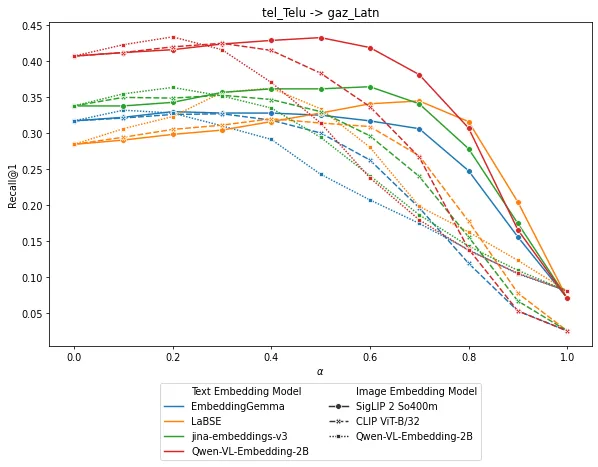 tel_Telu -> gaz_Latn
0.45
0.40
0.35
0.30
0.25
0.20
0.15
0.10
0.05
Recall@1
0.0 0.2 0.4 0.6 0.8 1.0
α
Text Embedding Model Image Embedding Model
EmbeddingGemma SigLIP 2 So400m
LaBSE CLIP ViT-B/32
jina-embeddings-v3 Qwen-VL-Embedding-2B
Qwen-VL-Embedding-2B